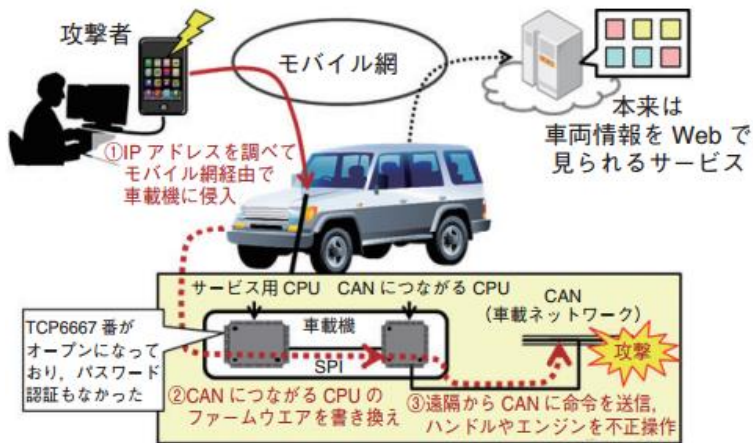 攻撃者
モバイル網
本来は
車両情報を Web で
見られるサービス
①IP アドレスを調べて
モバイル網経由で
車載機に侵入
サービス用 CPU
CAN につながる CPU
CAN
(車載ネットワーク)
TCP6667 番が
オープンになって
おり,パスワード
認証もなかった
車載機
SPI
攻撃
②CAN につながる CPU の
ファームウエアを書き換え
③遠隔から CAN に命令を送信,
ハンドルやエンジンを不正操作